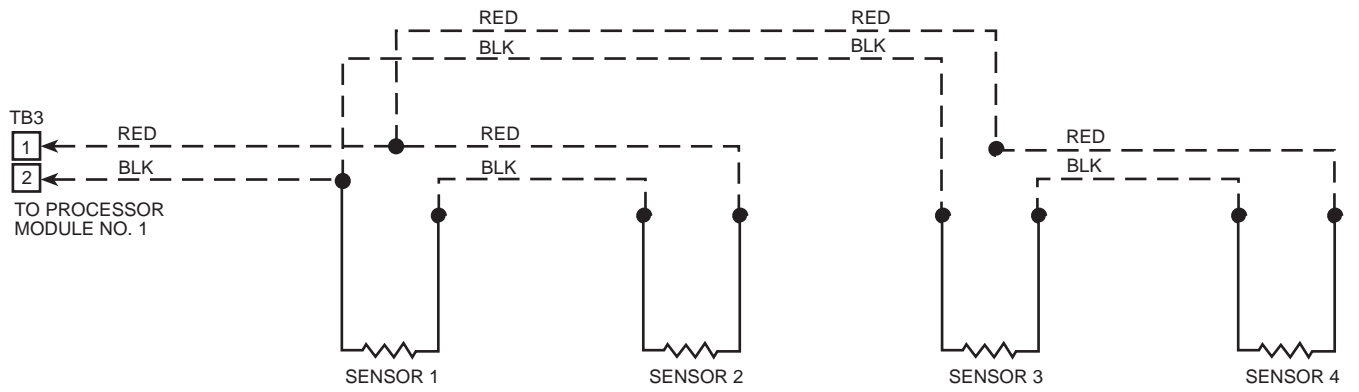 RED
BLK
RED
BLK
TB3
1
2
RED
BLK
RED
BLK
RED
BLK
TO PROCESSOR
MODULE NO. 1
SENSOR 1
SENSOR 2
SENSOR 3
SENSOR 4